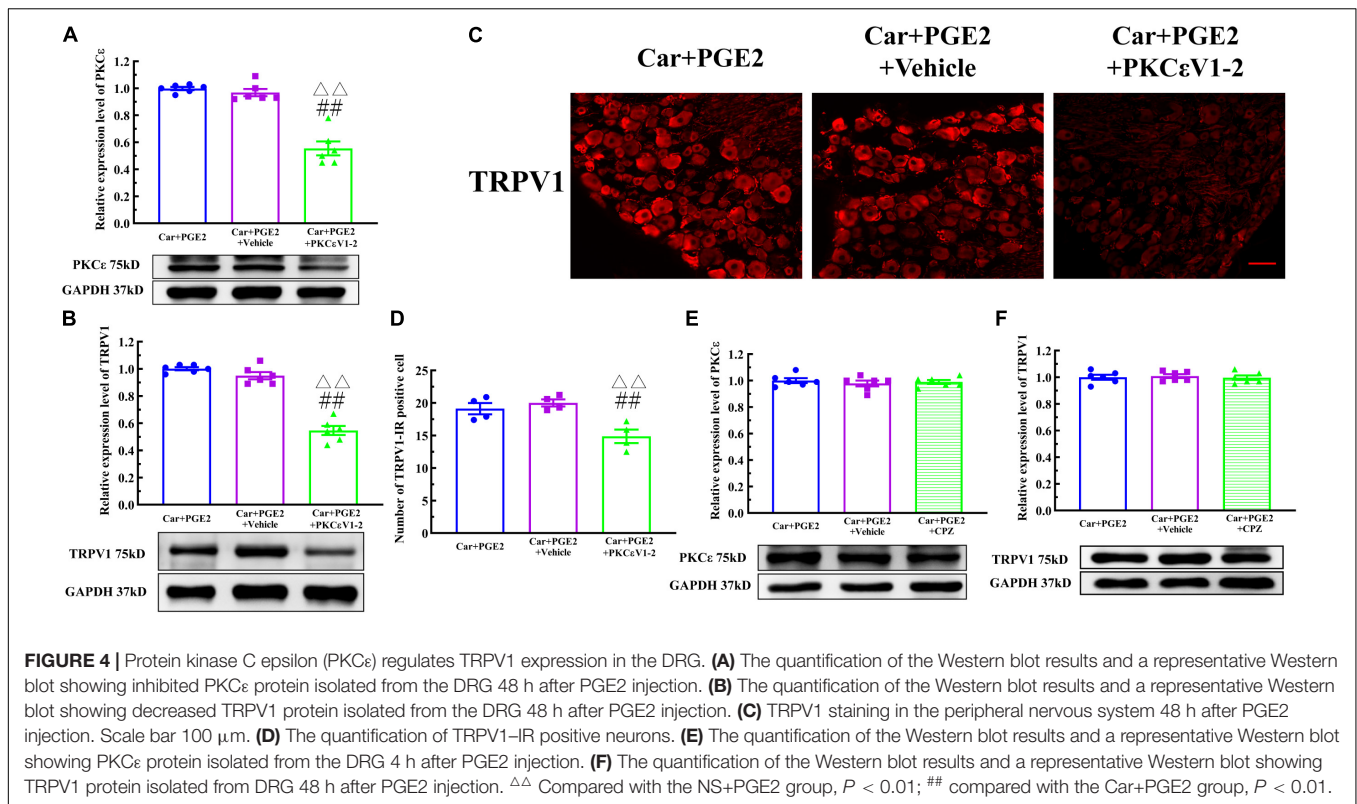 A
Relative expression level of PKCε
1.2
1.0
0.8
0.6
0.4
0.2
0.0
△△
##
Car+PGE2
Car+PGE2
+Vehicle
Car+PGE2
+PKCεV1-2
PKCε 75kD
GAPDH 37kD
C
Car+PGE2
Car+PGE2
+Vehicle
Car+PGE2
+PKCεV1-2
TRPV1
B
Relative expression level of TRPV1
1.2
1.0
0.8
0.6
0.4
0.2
0.0
△△
##
Car+PGE2
Car+PGE2
+Vehicle
Car+PGE2
+PKCεV1-2
TRPV1 75kD
GAPDH 37kD
D
Number of TRPV1-IR positive cell
25
20
15
10
5
0
△△
##
Car+PGE2
Car+PGE2
+Vehicle
Car+PGE2
+PKCεV1-2
E
Relative expression level of PKCε
1.2
1.0
0.8
0.6
0.4
0.2
0.0
Car+PGE2
Car+PGE2
+Vehicle
Car+PGE2
+CPZ
PKCε 75kD
GAPDH 37kD
F
Relative expression level of TRPV1
1.2
1.0
0.8
0.6
0.4
0.2
0.0
Car+PGE2
Car+PGE2
+Vehicle
Car+PGE2
+CPZ
TRPV1 75kD
GAPDH 37kD
FIGURE 4 | Protein kinase C epsilon (PKCε) regulates TRPV1 expression in the DRG. (A) The quantification of the Western blot results and a representative Western
blot showing inhibited PKCε protein isolated from the DRG 48 h after PGE2 injection. (B) The quantification of the Western blot results and a representative Western
blot showing decreased TRPV1 protein isolated from the DRG 48 h after PGE2 injection. (C) TRPV1 staining in the peripheral nervous system 48 h after PGE2
injection. Scale bar 100 μm. (D) The quantification of TRPV1–IR positive neurons. (E) The quantification of the Western blot results and a representative Western blot
showing PKCε protein isolated from the DRG 4 h after PGE2 injection. (F) The quantification of the Western blot results and a representative Western blot showing
TRPV1 protein isolated from DRG 48 h after PGE2 injection. △△ Compared with the NS+PGE2 group, P < 0.01; ## compared with the Car+PGE2 group, P < 0.01.